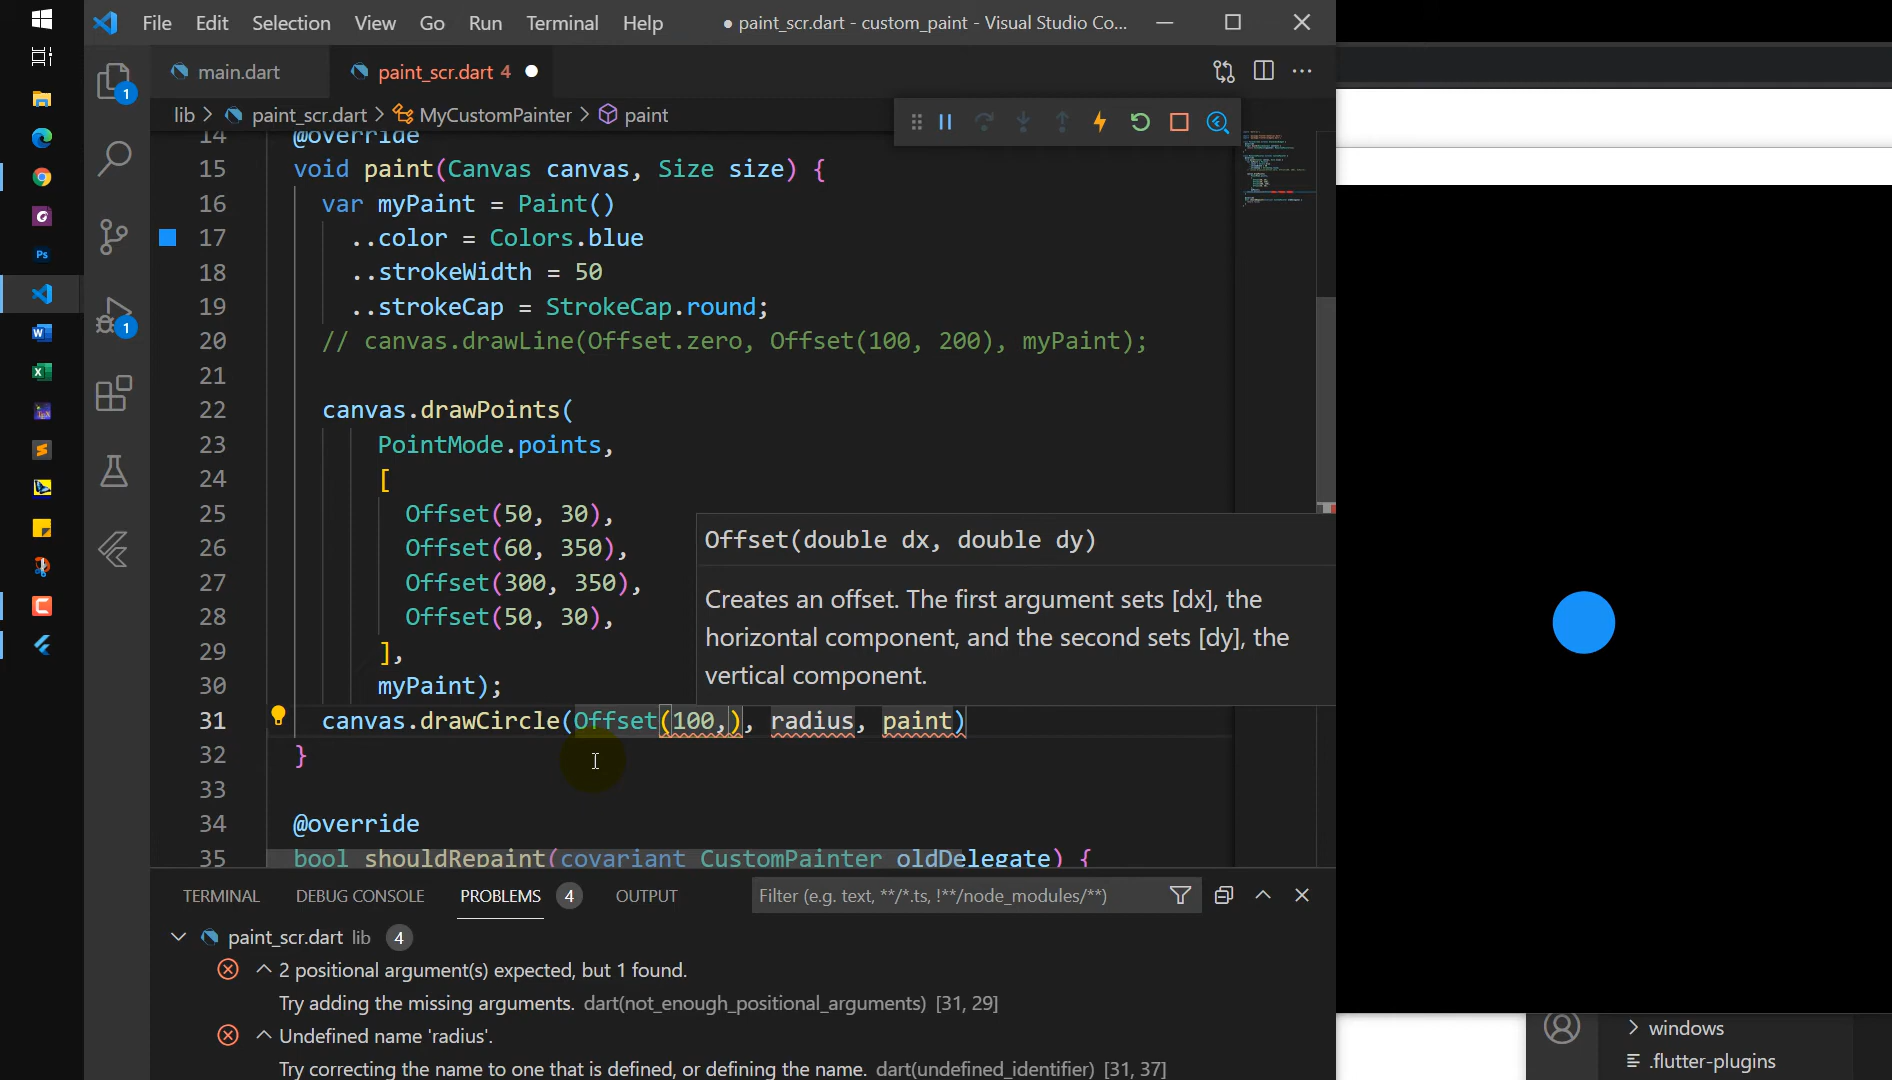 File Edit Selection View Go Run Terminal Help ● paint_scr.dart - custom_paint - Visual Studio Co...
main.dart paint_scr.dart 4
lib > paint_scr.dart > MyCustomPainter > paint
14 @override
15 void paint(Canvas canvas, Size size) {
16 var myPaint = Paint()
17 ..color = Colors.blue
18 ..strokeWidth = 50
19 ..strokeCap = StrokeCap.round;
20 // canvas.drawLine(Offset.zero, Offset(100, 200), myPaint);
21
22 canvas.drawPoints(
23 PointMode.points,
24 [
25 Offset(50, 30),
26 Offset(60, 350),
27 Offset(300, 350),
28 Offset(50, 30),
29 ],
30 myPaint);
31 canvas.drawCircle(Offset(100,), radius, paint)
32 }
33
34 @override
35 bool shouldRepaint(covariant CustomPainter oldDelegate) {
Offset(double dx, double dy)
Creates an offset. The first argument sets [dx], the
horizontal component, and the second sets [dy], the
vertical component.
TERMINAL DEBUG CONSOLE PROBLEMS 4 OUTPUT Filter (e.g. text, **/*.ts, !**/node_modules/**)
paint_scr.dart lib 4
2 positional argument(s) expected, but 1 found.
Try adding the missing arguments. dart(not_enough_positional_arguments) [31, 29]
Undefined name 'radius'.
Try correcting the name to one that is defined, or defining the name. dart(undefined_identifier) [31, 37]
1
1
Ps
W
X
> windows
.flutter-plugins